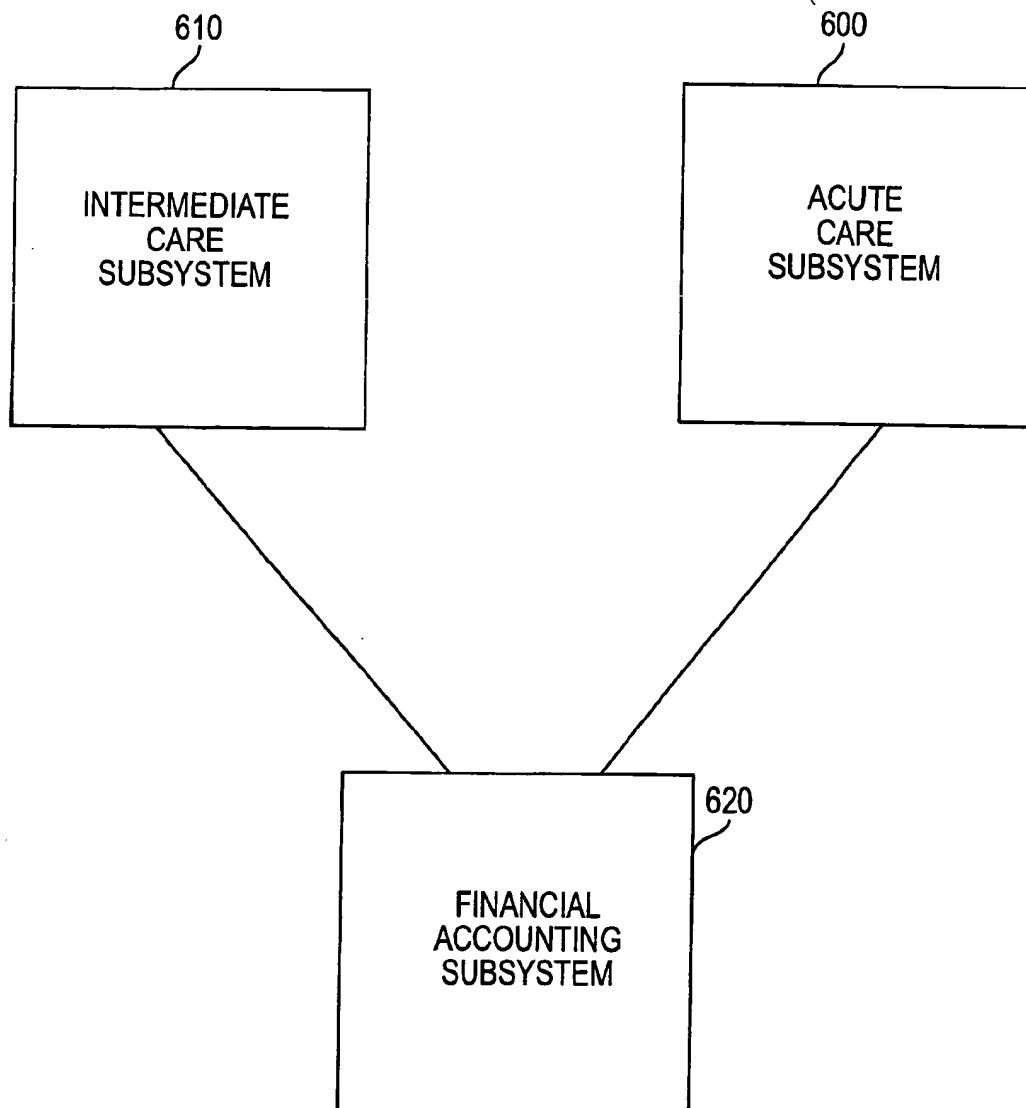 610
600
INTERMEDIATE
CARE
SUBSYSTEM
ACUTE
CARE
SUBSYSTEM
620
FINANCIAL
ACCOUNTING
SUBSYSTEM